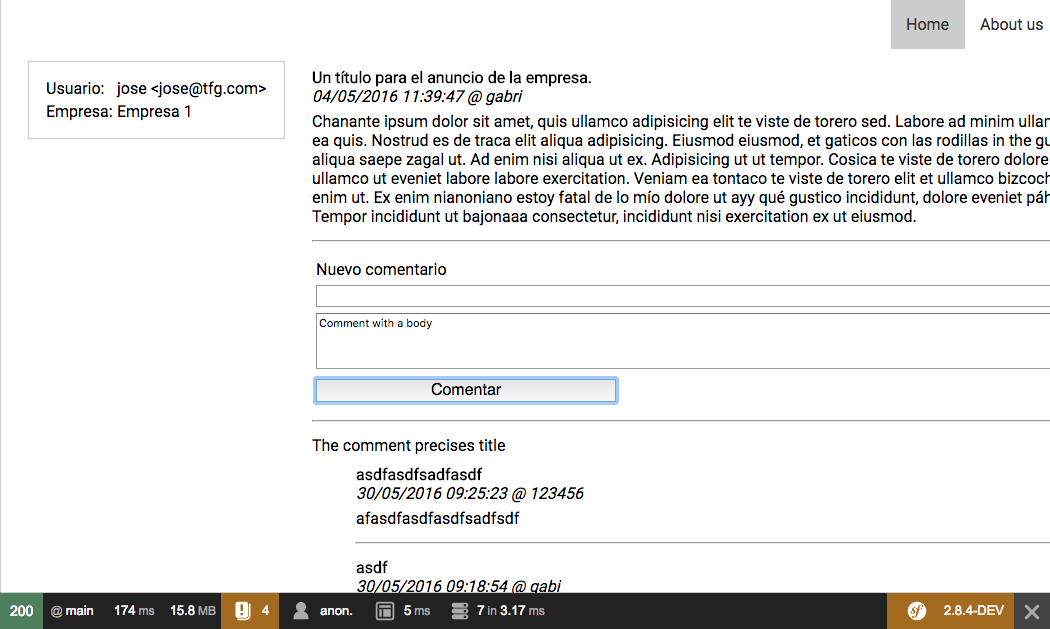 Home About us
Usuario: jose <jose@tfg.com>
Empresa: Empresa 1
Un título para el anuncio de la empresa.
04/05/2016 11:39:47 @ gabri
Chanante ipsum dolor sit amet, quis ullamco adipisicing elit te viste de torero sed. Labore ad minim ullam
ea quis. Nostrud es de traca elit aliqua adipisicing. Eiusmod eiusmod, et gaticos con las rodillas in the gu
aliqua saepe zagal ut. Ad enim nisi aliqua ut ex. Adipisicing ut ut tempor. Cosica te viste de torero dolore
ullamco ut eveniet labore labore exercitation. Veniam ea tontaco te viste de torero elit et ullamco bizcoch
enim ut. Ex enim nianoniano estoy fatal de lo mío dolore ut ayy qué gustico incididunt, dolore eveniet páh
Tempor incididunt ut bajonaaa consectetur, incididunt nisi exercitation ex ut eiusmod.
Nuevo comentario
Comment with a body
Comentar
The comment precises title
asdfasdfsadfasdf
30/05/2016 09:25:23 @ 123456
afasdfasdfasdfsadfsdf
asdf
30/05/2016 09:18:54 @ gabi
200 @ main 174 ms 15.8 MB 4 anon. 5 ms 7 in 3.17 ms sf 2.8.4-DEV